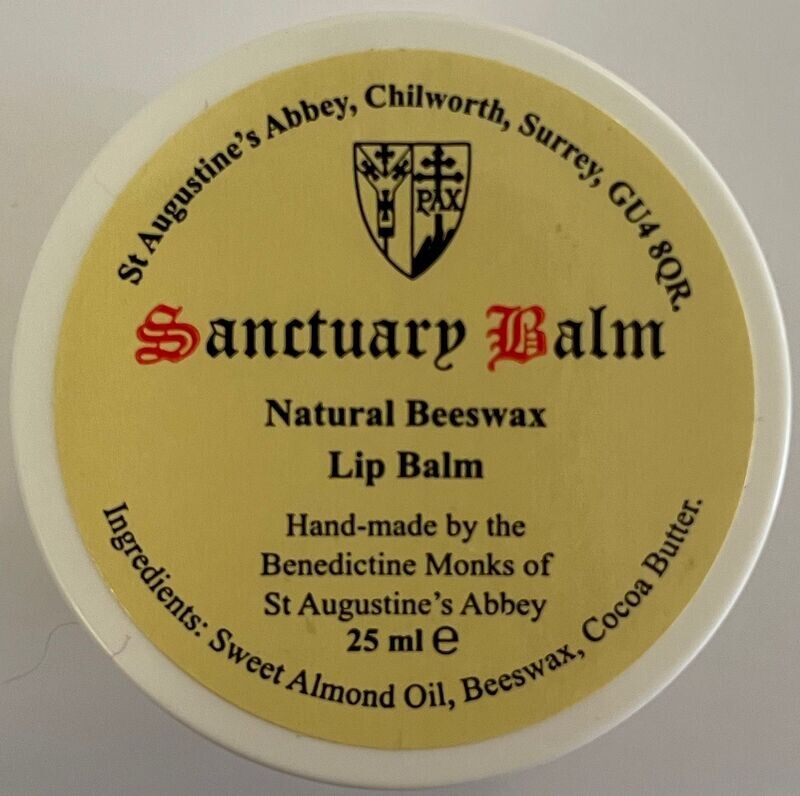 St Augustine's Abbey, Chilworth, Surrey, GU4 8QR.
PAX
Sanctuary Balm
Natural Beeswax
Lip Balm
Hand-made by the
Benedictine Monks of
St Augustine's Abbey
25 ml ℮
Ingredients: Sweet Almond Oil, Beeswax, Cocoa Butter.